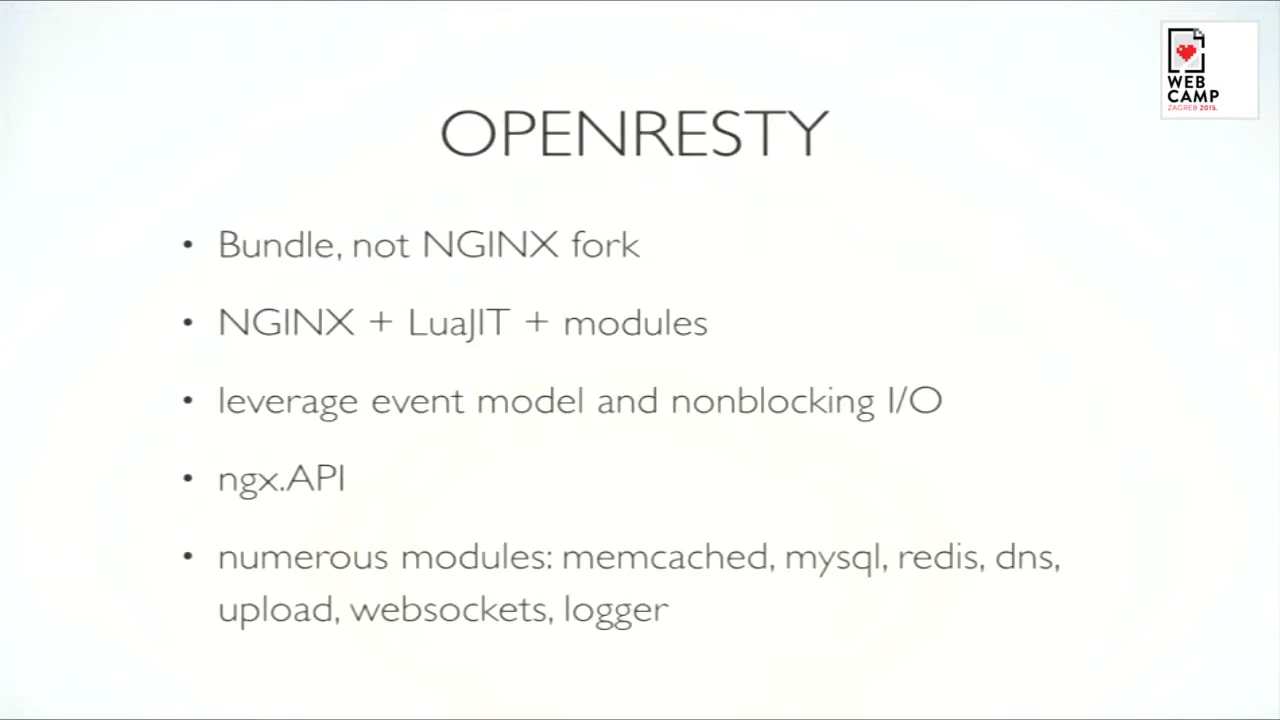 WEB
CAMP
ZAGREB 2015.
OPENRESTY
• Bundle, not NGINX fork
• NGINX + LuaJIT + modules
• leverage event model and nonblocking I/O
• ngx.API
• numerous modules: memcached, mysql, redis, dns,
upload, websockets, logger